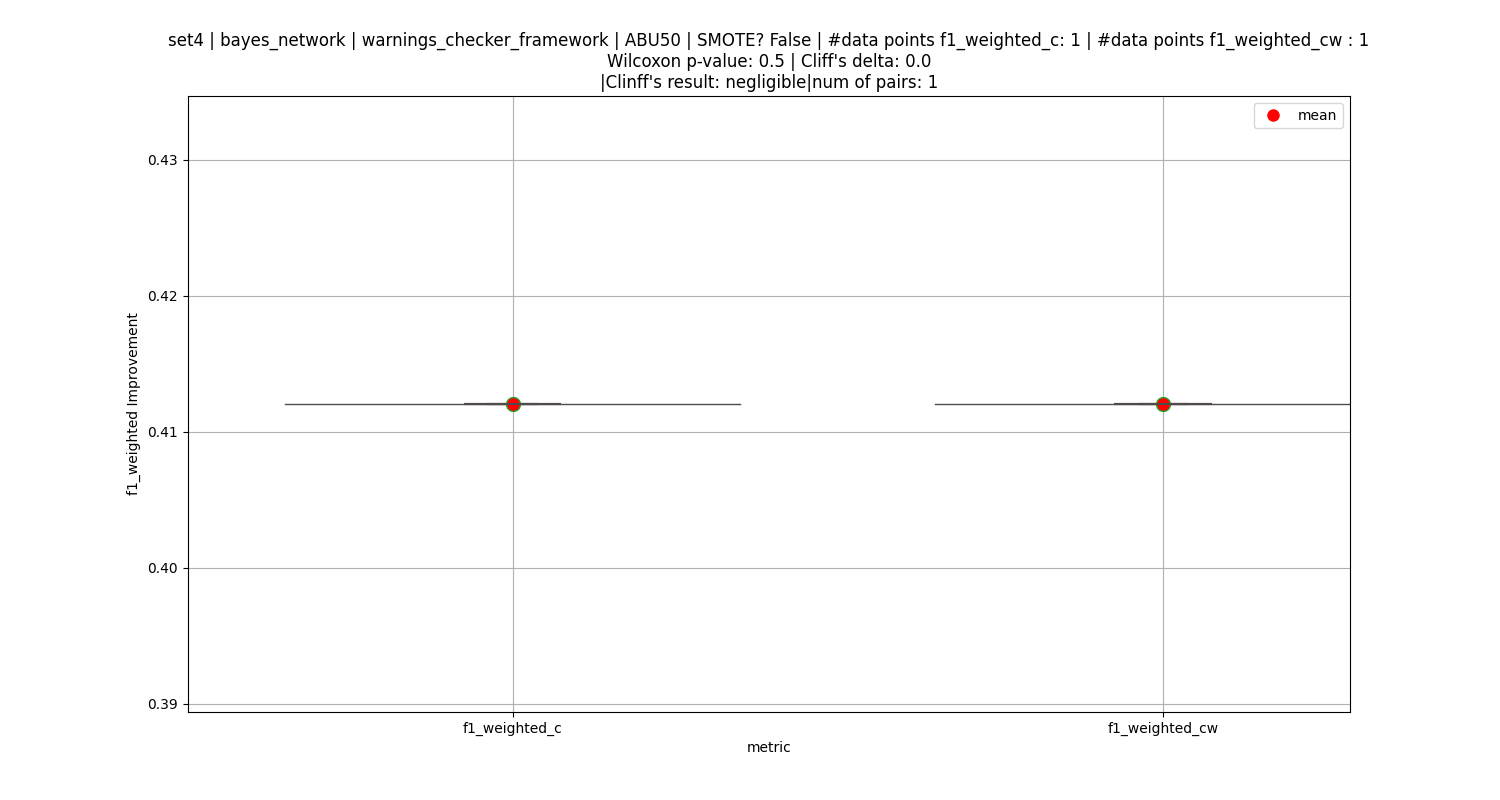 set4 | bayes_network | warnings_checker_framework | ABU50 | SMOTE? False | #data points f1_weighted_c: 1 | #data points f1_weighted_cw : 1
Wilcoxon p-value: 0.5 | Cliff's delta: 0.0
|Clinff's result: negligible|num of pairs: 1
mean
0.43
0.42
0.41
0.40
0.39
f1_weighted Improvement
f1_weighted_c
f1_weighted_cw
metric